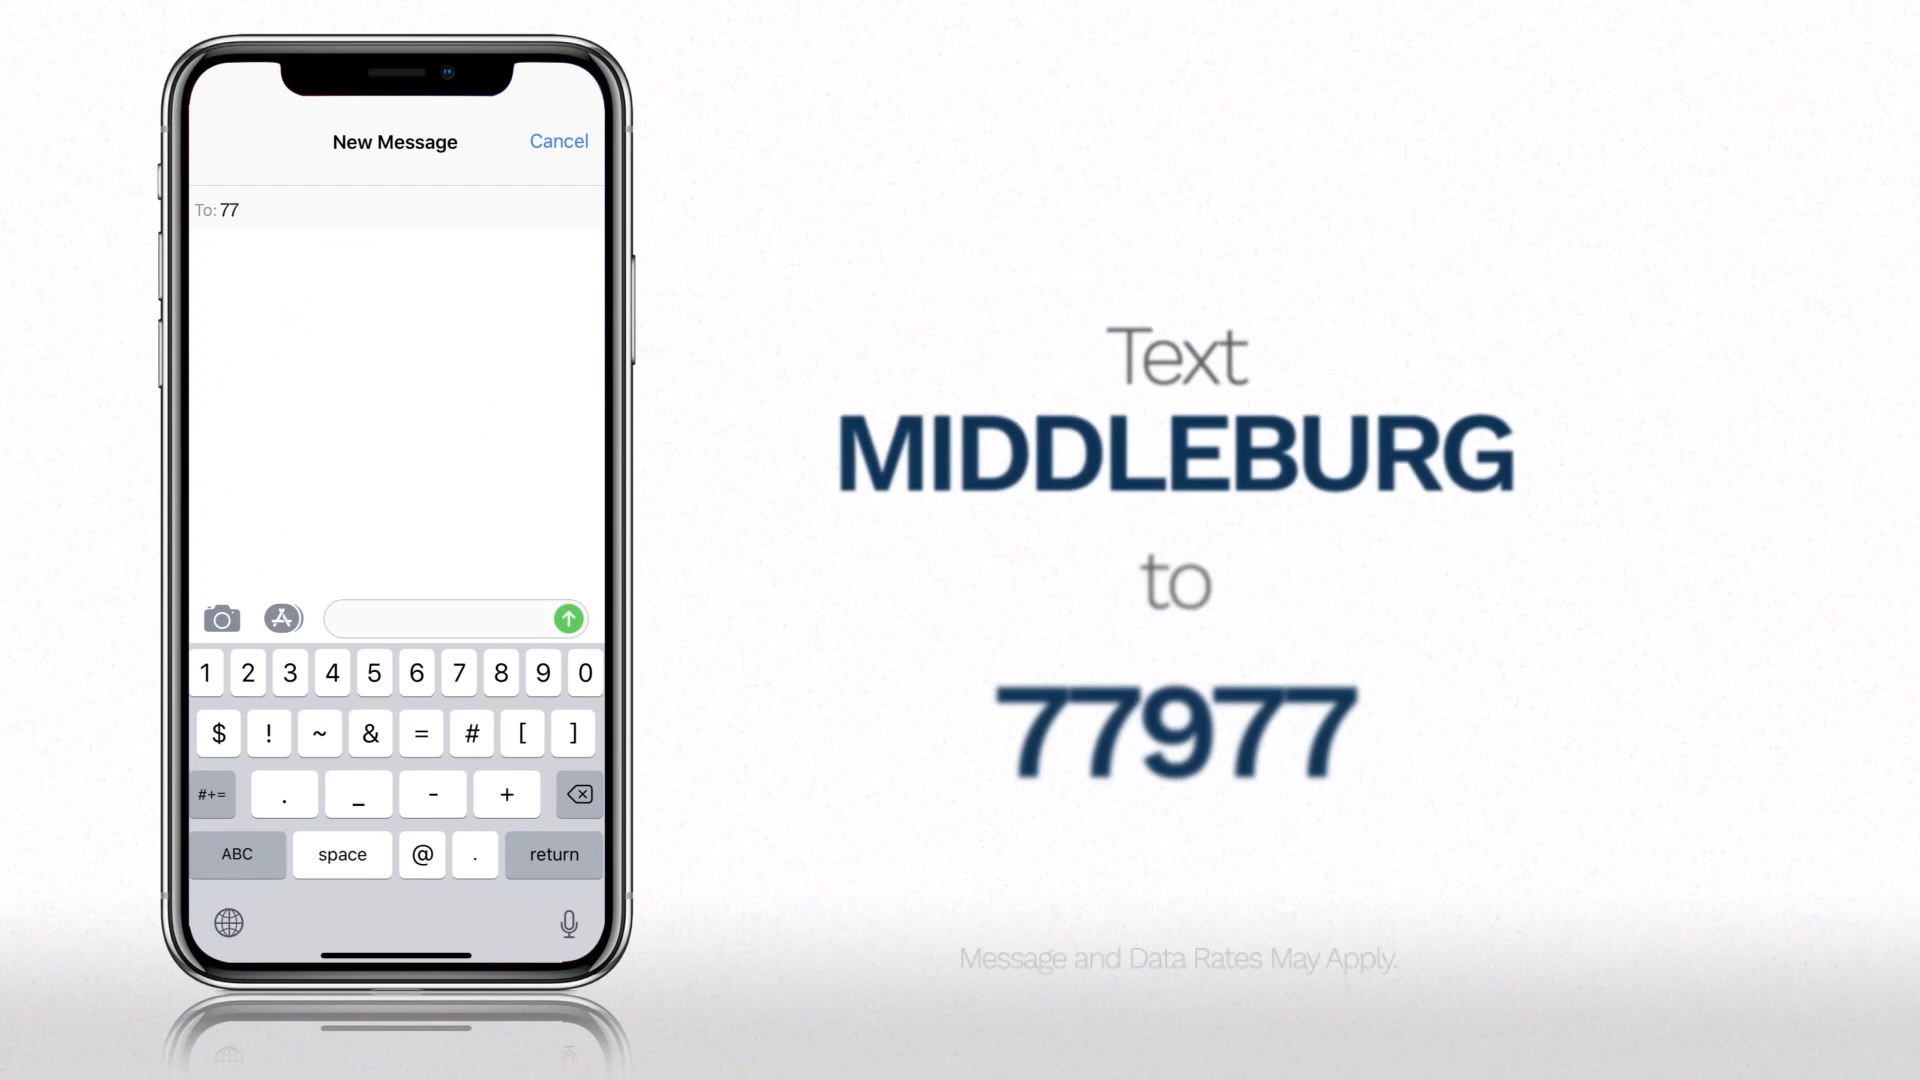 New Message
Cancel
To: 77
1 2 3 4 5 6 7 8 9 0
$ ! ~ & = # [ ]
#+= . _ - +
ABC space @ . return
Text
MIDDLEBURG
to
77977
Message and Data Rates May Apply.